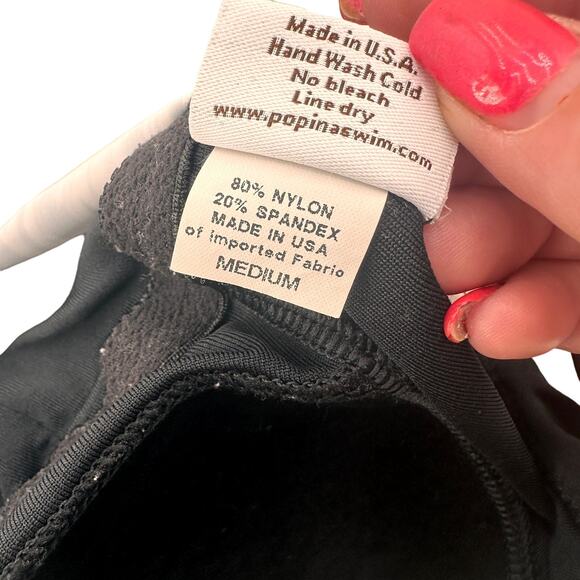 Made in U.S.A.
Hand Wash Cold
No bleach
Line dry
www.popinaswim.com
80% NYLON
20% SPANDEX
MADE IN USA
of Imported Fabric
MEDIUM